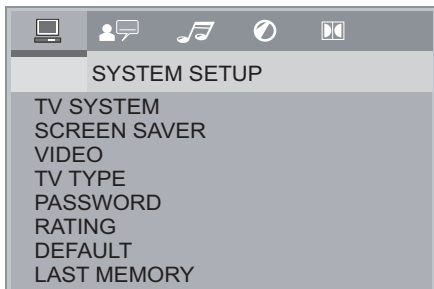 SYSTEM SETUP
TV SYSTEM
SCREEN SAVER
VIDEO
TV TYPE
PASSWORD
RATING
DEFAULT
LAST MEMORY